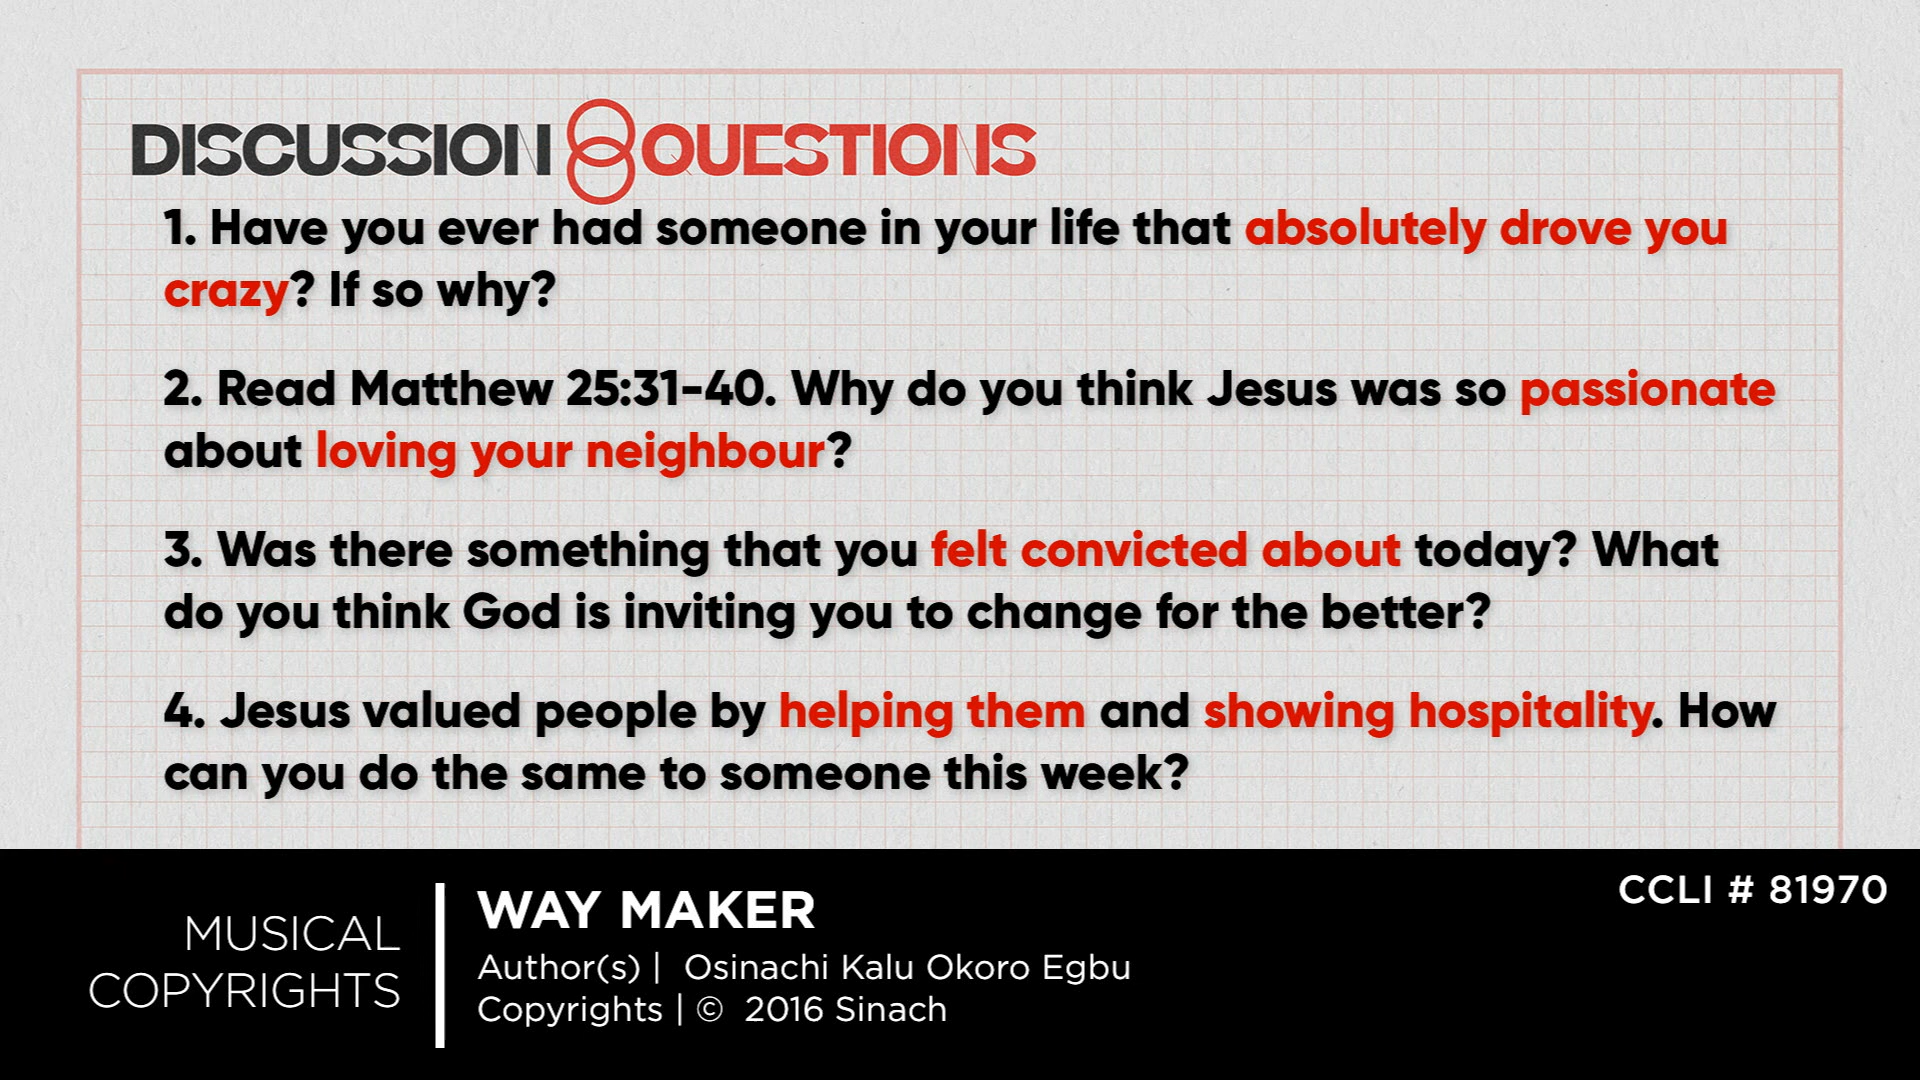 DISCUSSION QUESTIONS
1. Have you ever had someone in your life that absolutely drove you
crazy? If so why?
2. Read Matthew 25:31-40. Why do you think Jesus was so passionate
about loving your neighbour?
3. Was there something that you felt convicted about today? What
do you think God is inviting you to change for the better?
4. Jesus valued people by helping them and showing hospitality. How
can you do the same to someone this week?
MUSICAL
COPYRIGHTS
WAY MAKER
Author(s) | Osinachi Kalu Okoro Egbu
Copyrights | © 2016 Sinach
CCLI # 81970